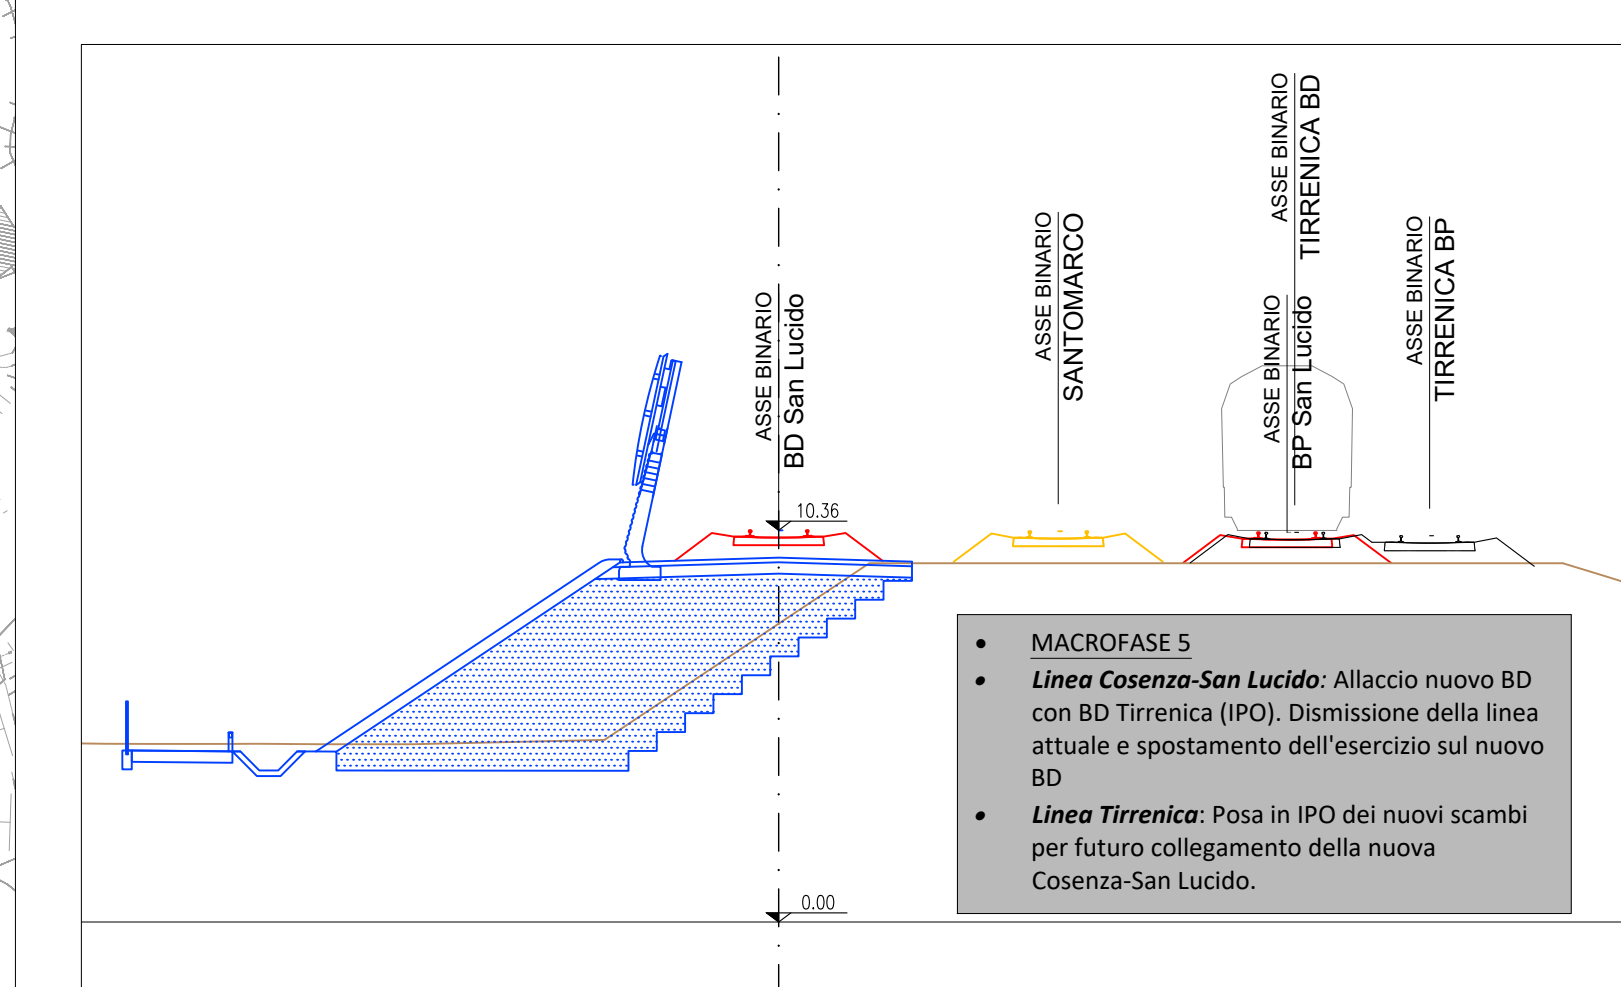 ASSE BINARIO
BD San Lucido
ASSE BINARIO
SANTOMARCO
ASSE BINARIO
TIRRENICA BD
ASSE BINARIO
BP San Lucido
ASSE BINARIO
TIRRENICA BP
10.36
• MACROFASE 5
• Linea Cosenza-San Lucido: Allaccio nuovo BD
con BD Tirrenica (IPO). Dismissione della linea
attuale e spostamento dell'esercizio sul nuovo
BD
• Linea Tirrenica: Posa in IPO dei nuovi scambi
per futuro collegamento della nuova
Cosenza-San Lucido.
0.00